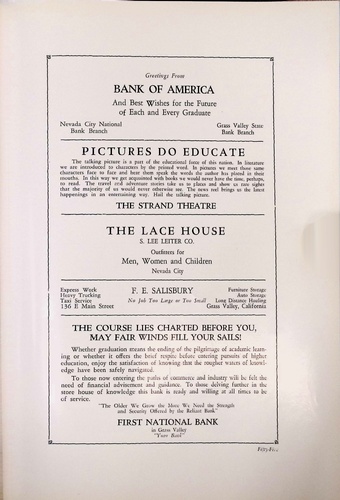 Greetings From
BANK OF AMERICA
And Best Wishes for the Future
of Each and Every Graduate
Nevada City National
Bank Branch
Grass Valley State
Bank Branch
PICTURES DO EDUCATE
The talking picture is a part of the educational force of this nation. In literature
we are introduced to characters by the printed word. In pictures we meet those same
characters face to face and hear them speak the words the author has placed in their
mouths. In this way we get acquainted with books we would never have the time, perhaps,
to read. The travel and adventure stories take us to places and show us rare sights
that the majority of us would never otherwise see. The news reel brings us the latest
happenings in an entertaining way. Hail the talking picture.
THE STRAND THEATRE
THE LACE HOUSE
S. LEE LEITER CO.
Outfitters for
Men, Women and Children
Nevada City
Express Work
Heavy Trucking
Taxi Service
136 E Main Street
F. E. SALISBURY
No Job Too Large or Too Small
Furniture Storage
Auto Storage
Long Distance Hauling
Grass Valley, California
THE COURSE LIES CHARTED BEFORE YOU,
MAY FAIR WINDS FILL YOUR SAILS!
Whether graduation means the ending of the pilgrimage of academic learn-
ing or whether it offers the brief respite before entering pursuits of higher
education, enjoy the satisfaction of knowing that the rougher waters of knowl-
edge have been safely navigated.
To those now entering the paths of commerce and industry will be felt the
need of financial advisement and guidance. To those delving further in the
store house of knowledge this bank is ready and willing at all times to be
of service.
"The Older We Grow the More We Need the Strength
and Security Offered by the Reliant Bank"
FIRST NATIONAL BANK
in Grass Valley
"Your Bank"
Fifty-Five